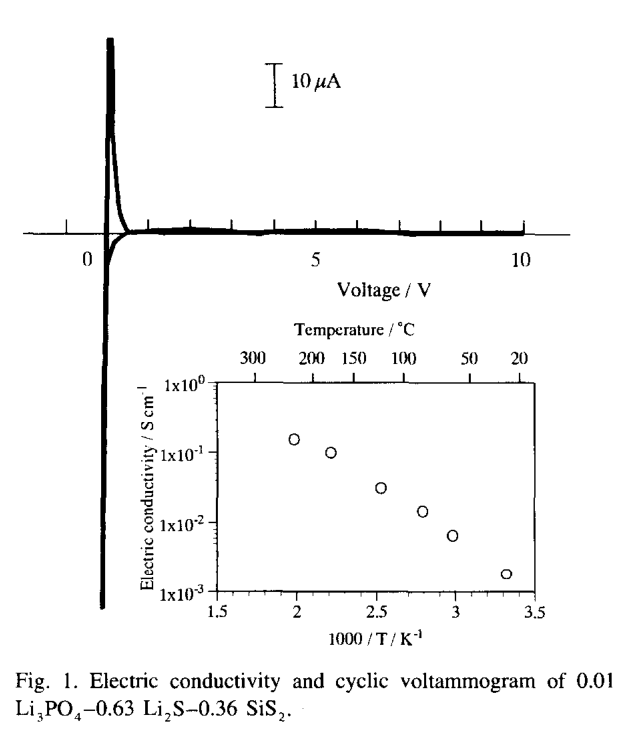 10 μA
0 5 10
Voltage / V
Temperature / °C
300 200 150 100 50 20
Electric conductivity / S cm⁻¹
1x10⁰
1x10⁻¹
1x10⁻²
1x10⁻³
1.5 2 2.5 3 3.5
1000 / T / K⁻¹
Fig. 1. Electric conductivity and cyclic voltammogram of 0.01
Li₃PO₄–0.63 Li₂S–0.36 SiS₂.